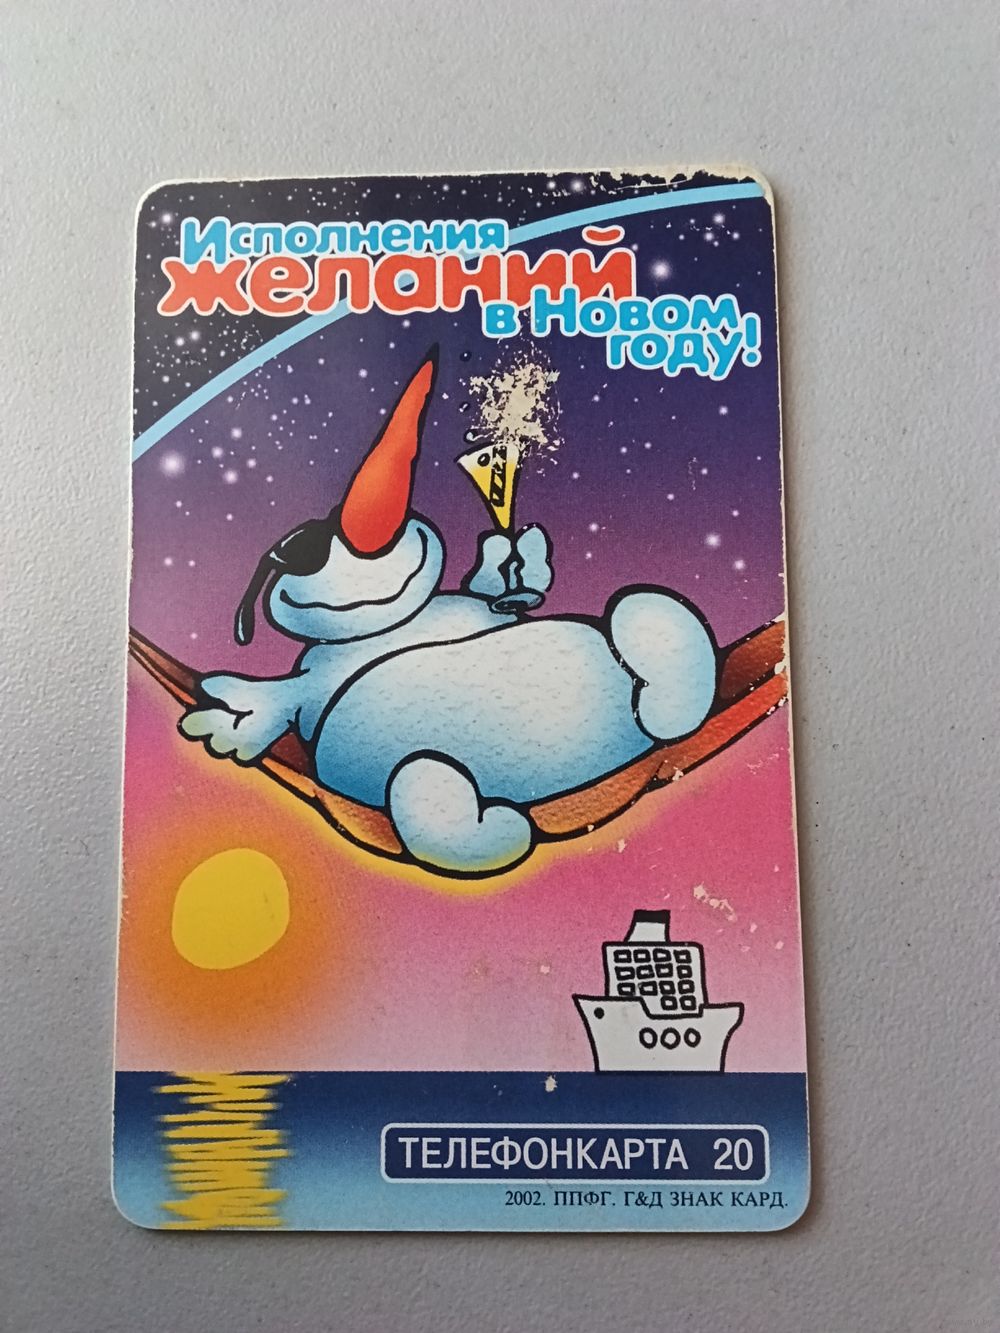 Исполнения
желаний
в Новом
году!
ТЕЛЕФОНКАРТА 20
2002. ППФГ. Г&Д ЗНАК КАРД.